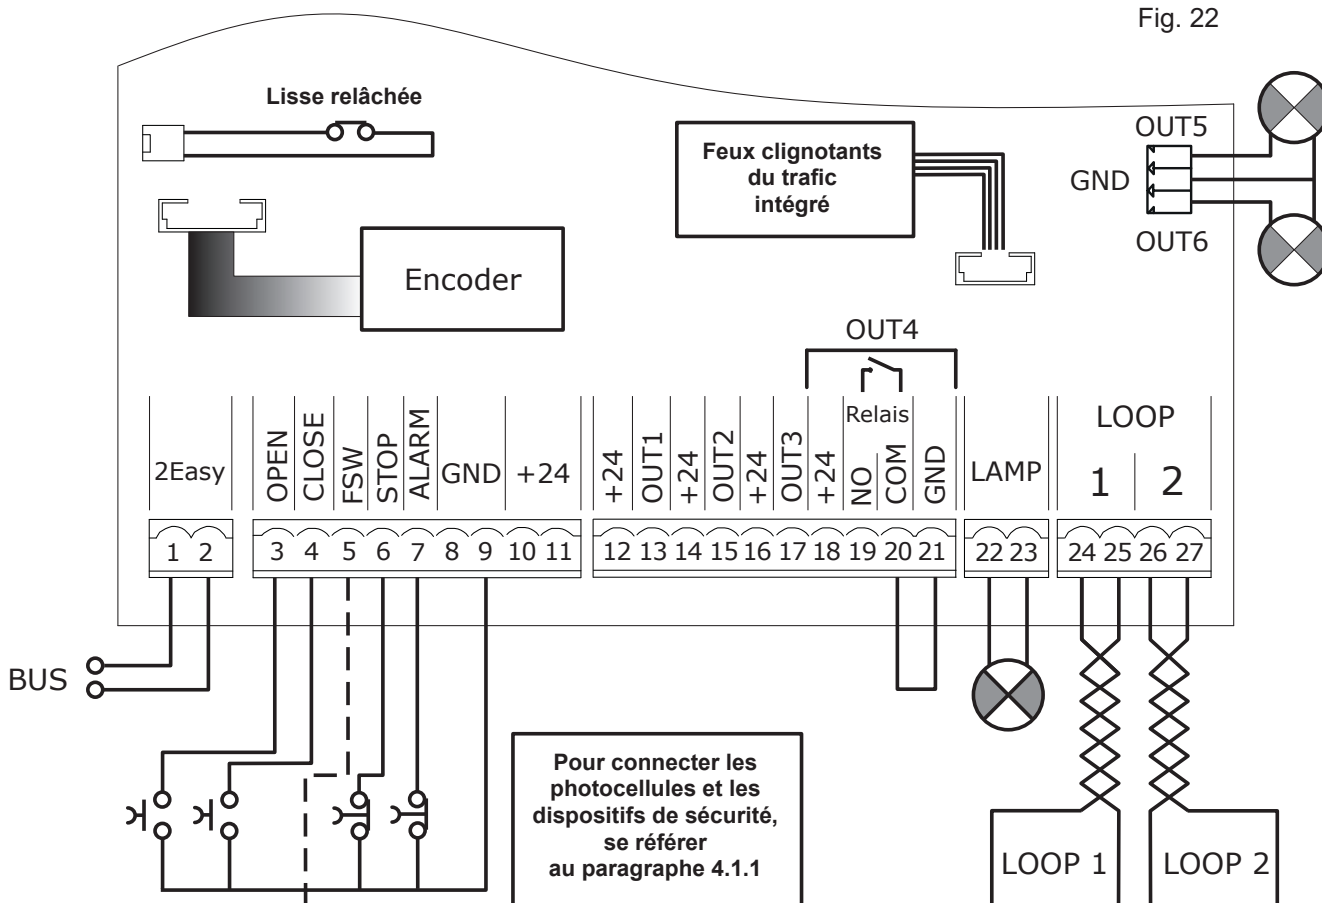 Fig. 22
Lisse relâchée
Feux clignotants
du trafic
intégré
OUT5
GND
OUT6
Encoder
OUT4
Relais
LOOP
2Easy
OPEN
CLOSE
FSW
STOP
ALARM
GND
+24
+24
OUT1
+24
OUT2
+24
OUT3
+24
NO
COM
GND
LAMP
1 2
1 2 3 4 5 6 7 8 9 10 11 12 13 14 15 16 17 18 19 20 21 22 23 24 25 26 27
BUS
Pour connecter les
photocellules et les
dispositifs de sécurité,
se référer
au paragraphe 4.1.1
LOOP 1
LOOP 2